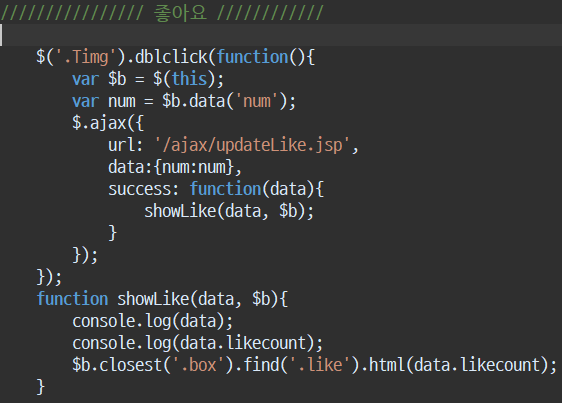 //////////////// 좋아요 ////////////
$('.Timg').dblclick(function(){
var $b = $(this);
var num = $b.data('num');
$.ajax({
url: '/ajax/updateLike.jsp',
data:{num:num},
success: function(data){
showLike(data, $b);
}
});
});
function showLike(data, $b){
console.log(data);
console.log(data.likecount);
$b.closest('.box').find('.like').html(data.likecount);
}